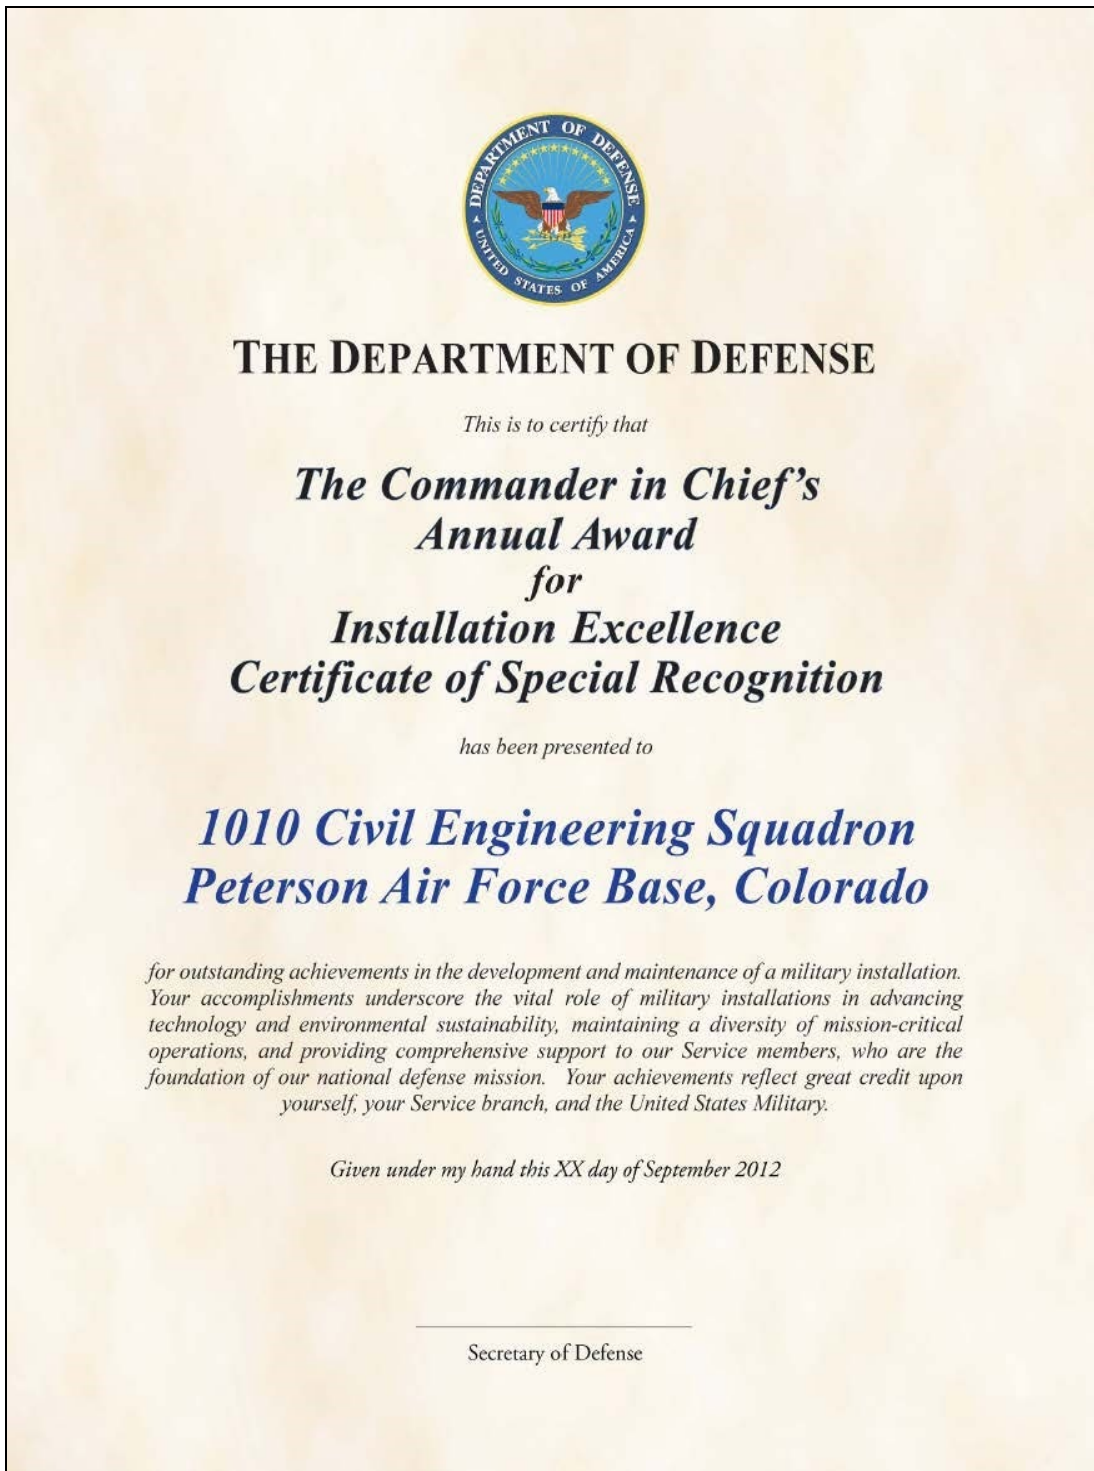 DEPARTMENT OF DEFENSE
UNITED STATES OF AMERICA
THE DEPARTMENT OF DEFENSE
This is to certify that
The Commander in Chief’s
Annual Award
for
Installation Excellence
Certificate of Special Recognition
has been presented to
1010 Civil Engineering Squadron
Peterson Air Force Base, Colorado
for outstanding achievements in the development and maintenance of a military installation.
Your accomplishments underscore the vital role of military installations in advancing
technology and environmental sustainability, maintaining a diversity of mission-critical
operations, and providing comprehensive support to our Service members, who are the
foundation of our national defense mission.  Your achievements reflect great credit upon
yourself, your Service branch, and the United States Military.
Given under my hand this XX day of September 2012
Secretary of Defense